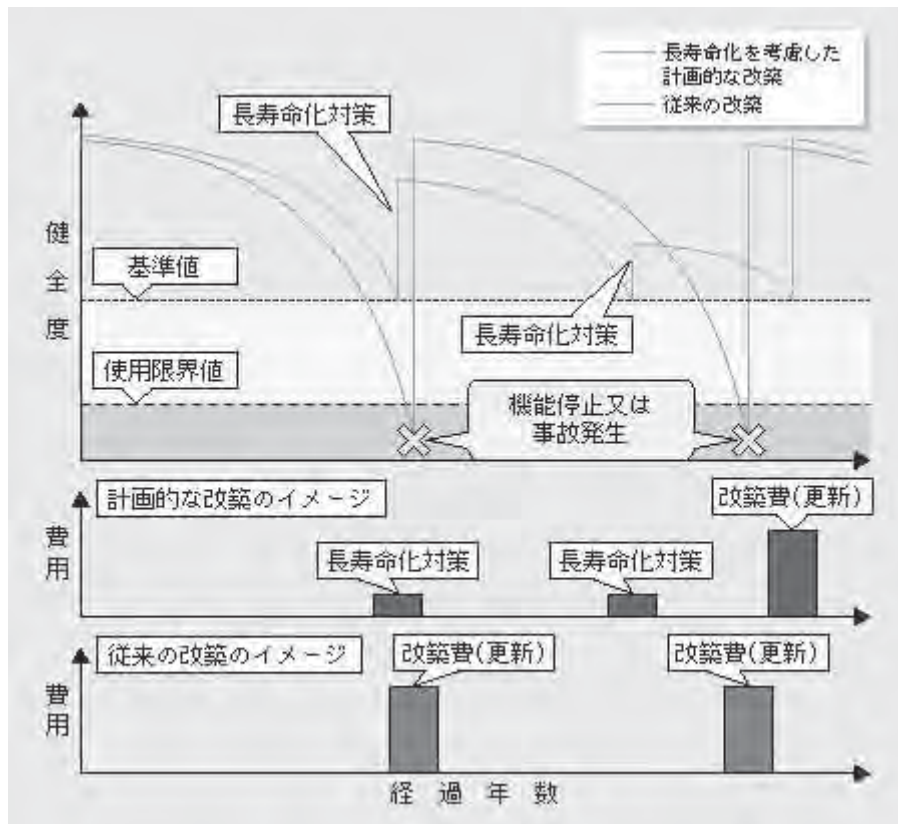 長寿命化を考慮した
計画的な改築
従来の改築
長寿命化対策
健全度
基準値
長寿命化対策
使用限界値
機能停止又は
事故発生
計画的な改築のイメージ
改築費(更新)
費用
長寿命化対策
長寿命化対策
従来の改築のイメージ
改築費(更新)
改築費(更新)
費用
経過年数